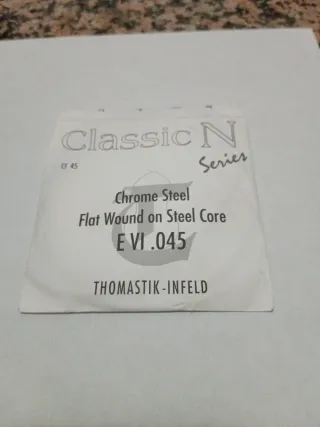 Classic N
Series
CF 45
Chrome Steel
Flat Wound on Steel Core
E VI .045
THOMASTIK-INFELD